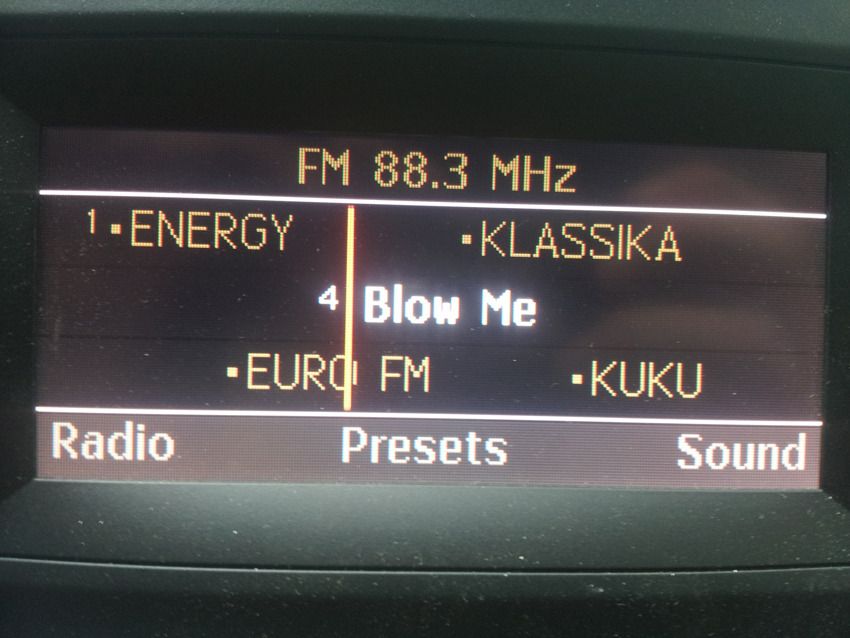 FM 88.3 MHz
1 ▪ENERGY ▪KLASSIKA
4 Blow Me
▪EURO FM ▪KUKU
Radio Presets Sound